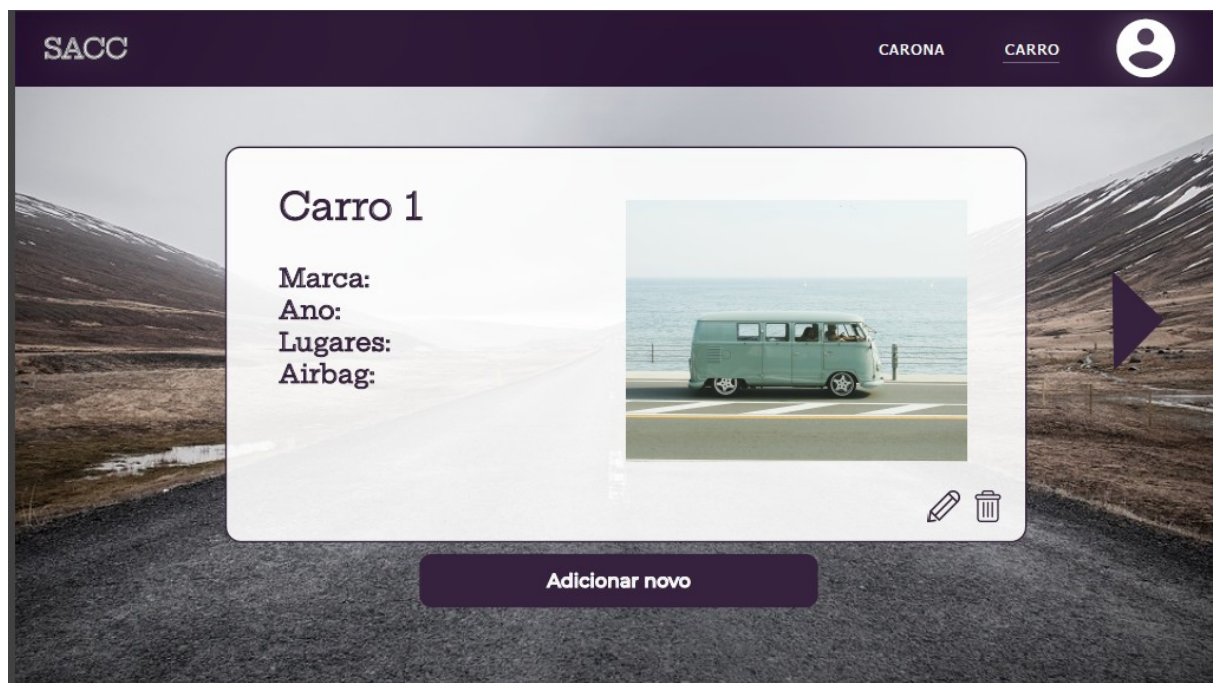 SACC
CARONA
CARRO
Carro 1
Marca:
Ano:
Lugares:
Airbag:
Adicionar novo